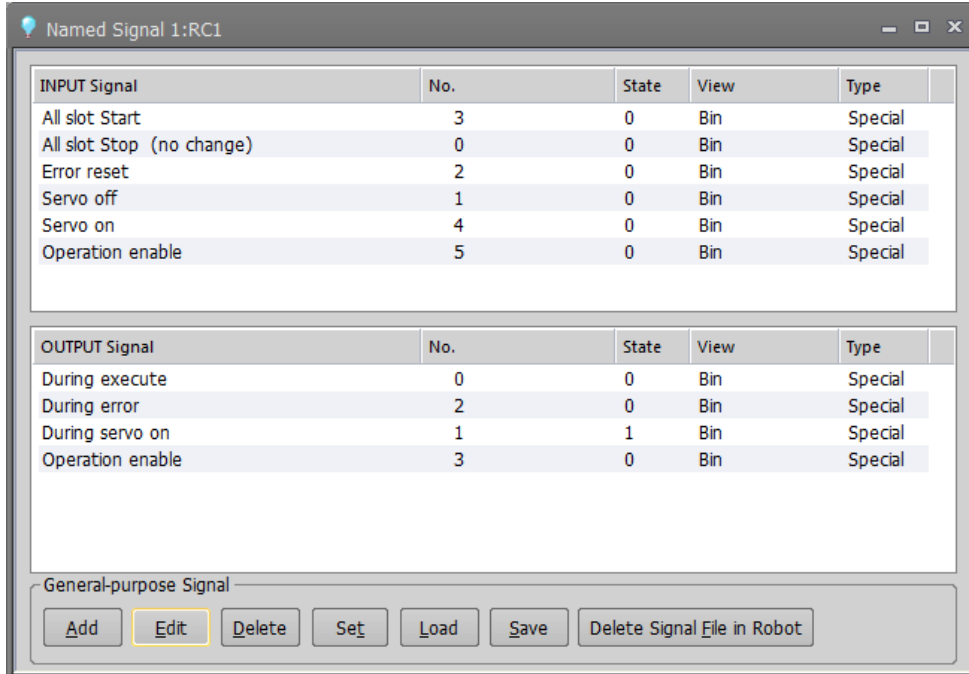 Named Signal 1:RC1
INPUT Signal No. State View Type
All slot Start 3 0 Bin Special
All slot Stop (no change) 0 0 Bin Special
Error reset 2 0 Bin Special
Servo off 1 0 Bin Special
Servo on 4 0 Bin Special
Operation enable 5 0 Bin Special
OUTPUT Signal No. State View Type
During execute 0 0 Bin Special
During error 2 0 Bin Special
During servo on 1 1 Bin Special
Operation enable 3 0 Bin Special
General-purpose Signal
Add Edit Delete Set Load Save Delete Signal File in Robot